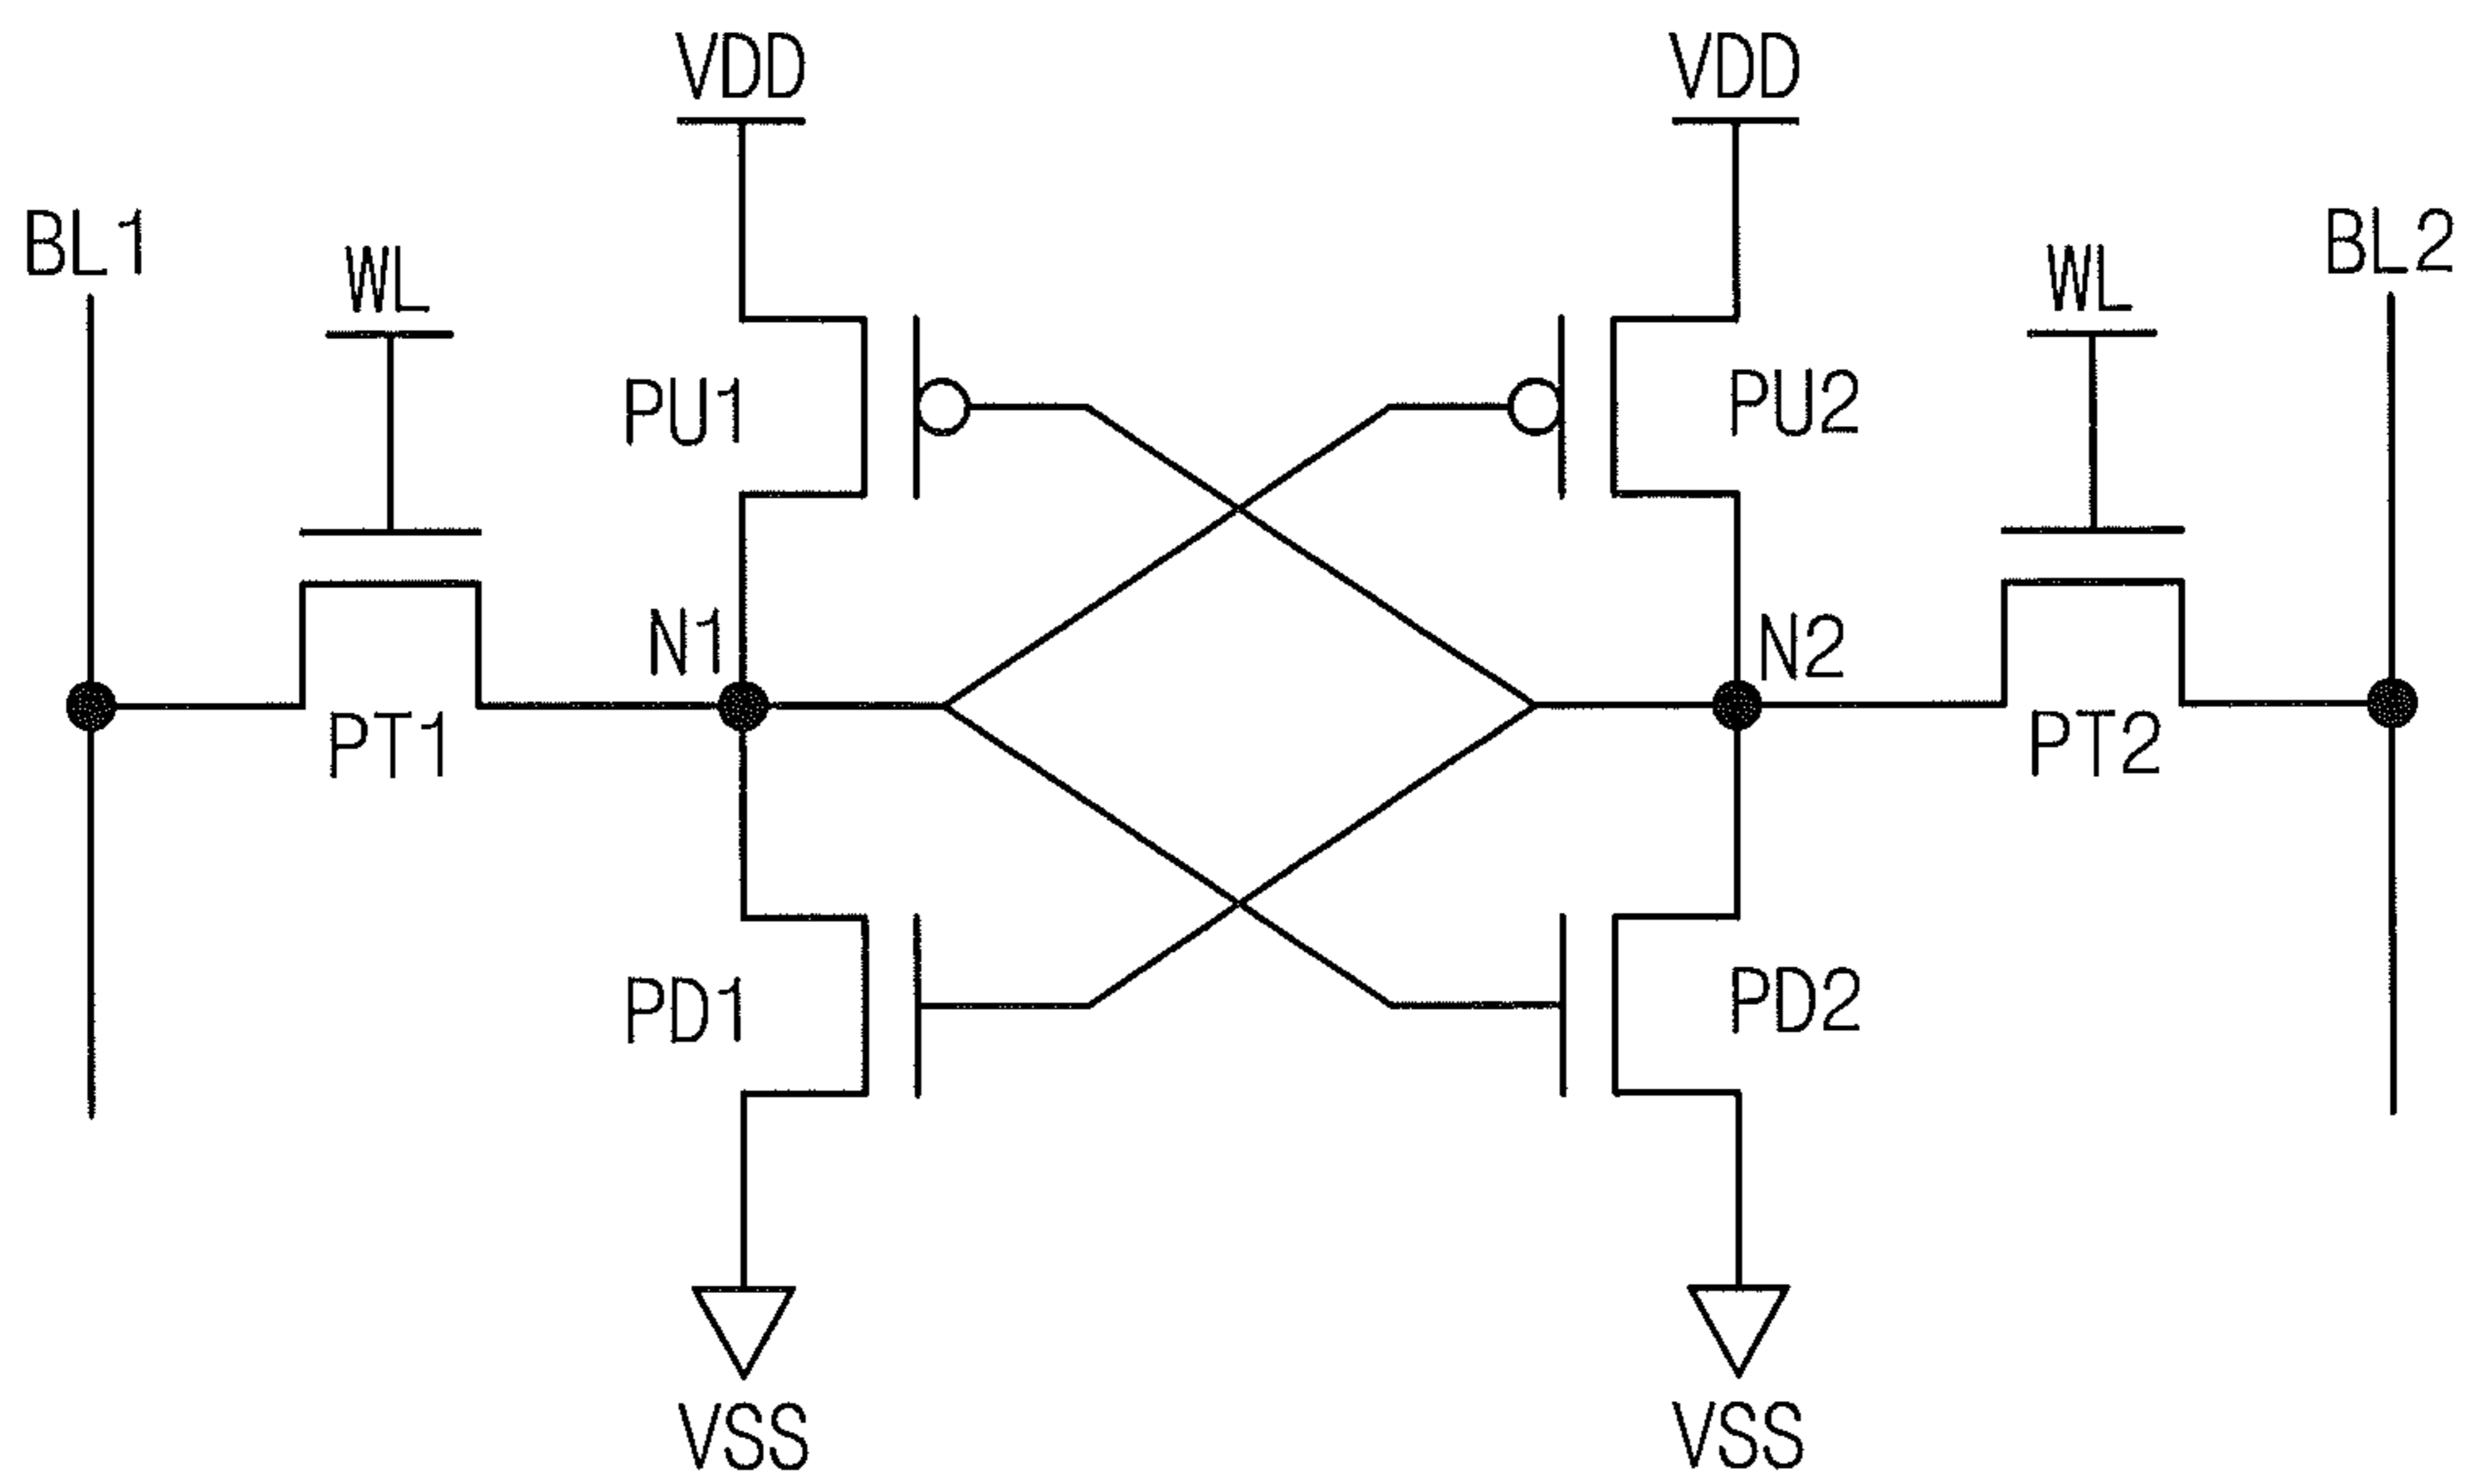 VDD VDD
BL1 BL2
WL WL
PU1 PU2
N1 N2
PT1 PT2
PD1 PD2
VSS VSS